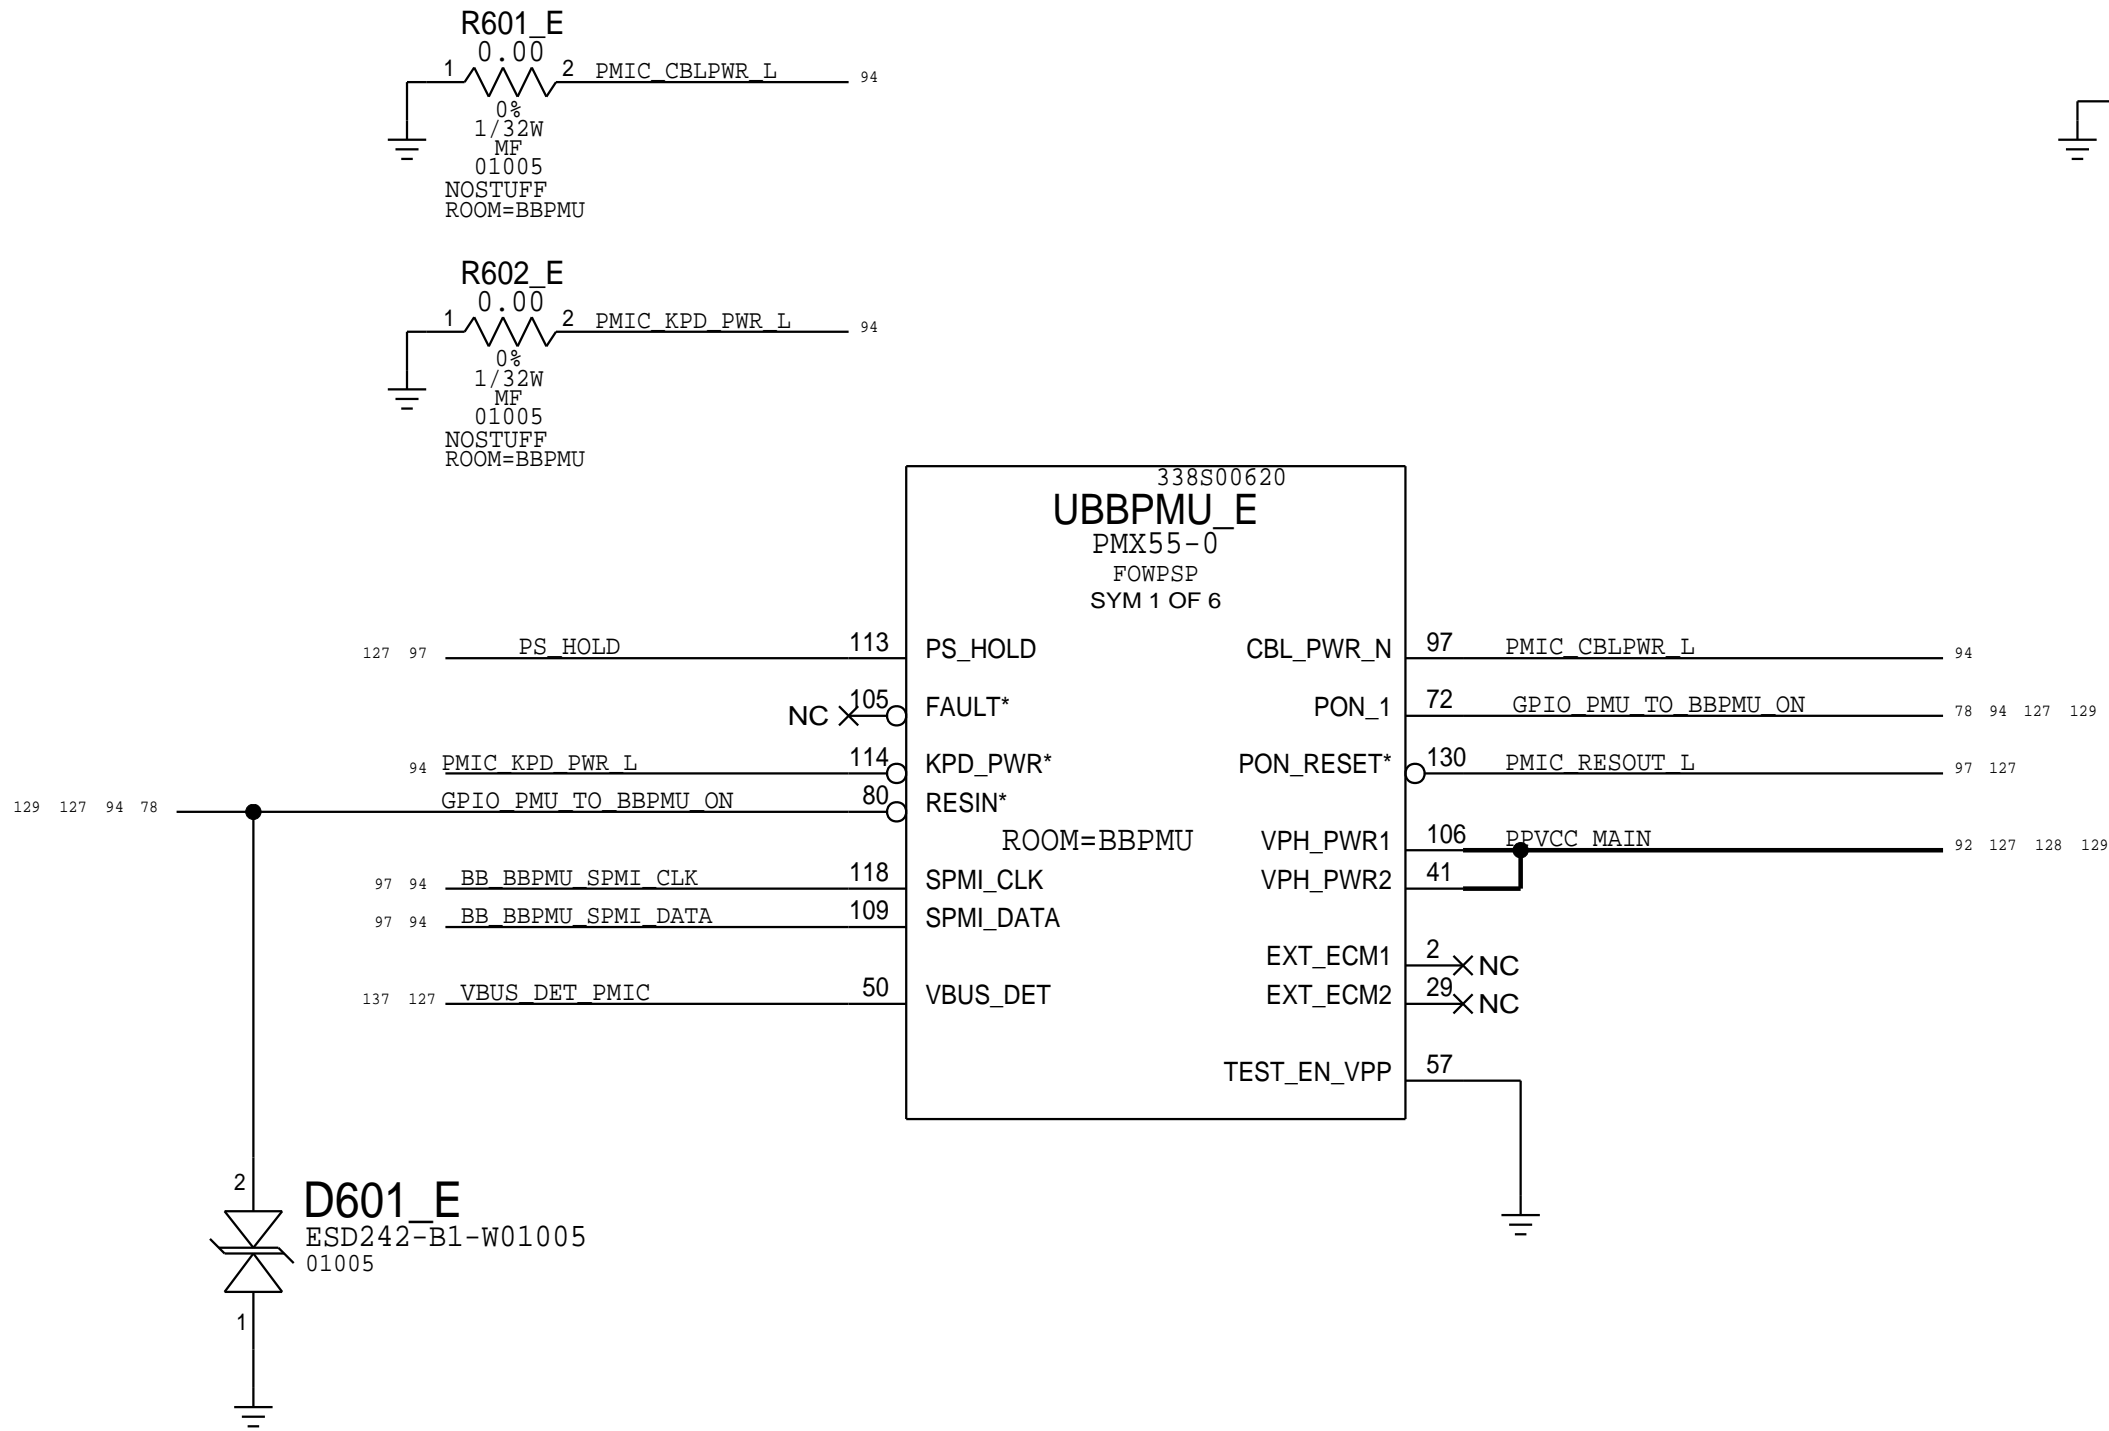 R601_E
0.00
1 2 PMIC_CBLPWR_L 94
0%
1/32W
MF
01005
NOSTUFF
ROOM=BBPMU
R602_E
0.00
1 2 PMIC_KPD_PWR_L 94
0%
1/32W
MF
01005
NOSTUFF
ROOM=BBPMU
338S00620
UBBPMU_E
PMX55-0
FOWPSP
SYM 1 OF 6
127 97 PS_HOLD 113 PS_HOLD CBL_PWR_N 97 PMIC_CBLPWR_L 94
NC 105 FAULT* PON_1 72 GPIO_PMU_TO_BBPMU_ON 78 94 127 129
94 PMIC_KPD_PWR_L 114 KPD_PWR* PON_RESET* 130 PMIC_RESOUT_L 97 127
129 127 94 78 GPIO_PMU_TO_BBPMU_ON 80 RESIN*
ROOM=BBPMU VPH_PWR1 106 PPVCC_MAIN 92 127 128 129
97 94 BB_BBPMU_SPMI_CLK 118 SPMI_CLK VPH_PWR2 41
97 94 BB_BBPMU_SPMI_DATA 109 SPMI_DATA
EXT_ECM1 2 NC
137 127 VBUS_DET_PMIC 50 VBUS_DET EXT_ECM2 29 NC
TEST_EN_VPP 57
2
D601_E
ESD242-B1-W01005
01005
1